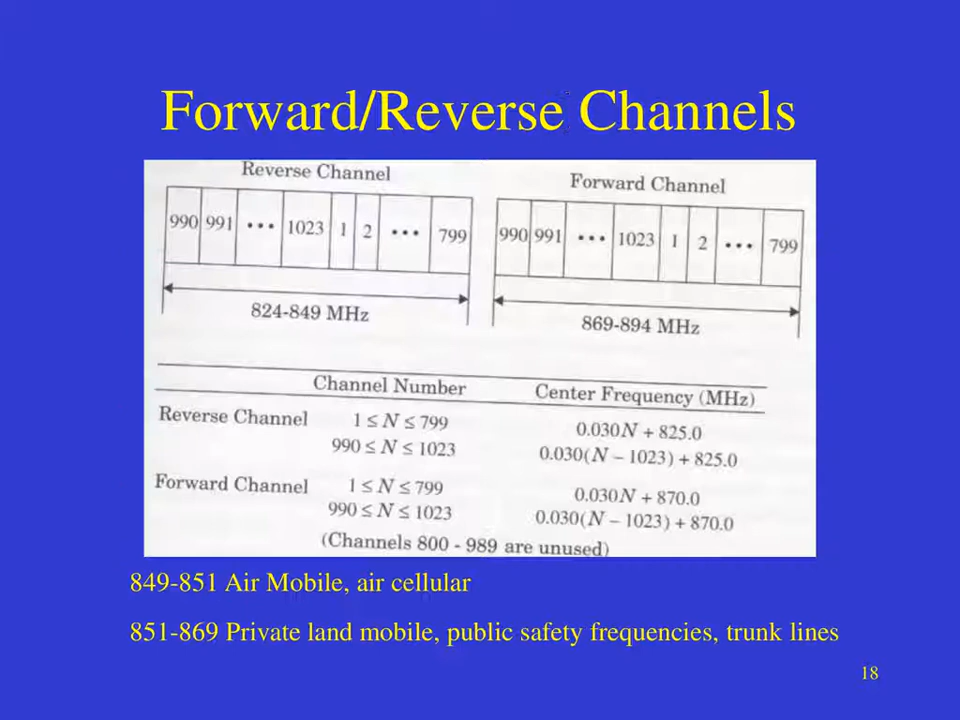 Forward/Reverse Channels
Reverse Channel
990 991 ••• 1023 1 2 ••• 799
824-849 MHz
Forward Channel
990 991 ••• 1023 1 2 ••• 799
869-894 MHz
Channel Number Center Frequency (MHz)
Reverse Channel 1 ≤ N ≤ 799 0.030N + 825.0
990 ≤ N ≤ 1023 0.030(N − 1023) + 825.0
Forward Channel 1 ≤ N ≤ 799 0.030N + 870.0
990 ≤ N ≤ 1023 0.030(N − 1023) + 870.0
(Channels 800 - 989 are unused)
849-851 Air Mobile, air cellular
851-869 Private land mobile, public safety frequencies, trunk lines
18